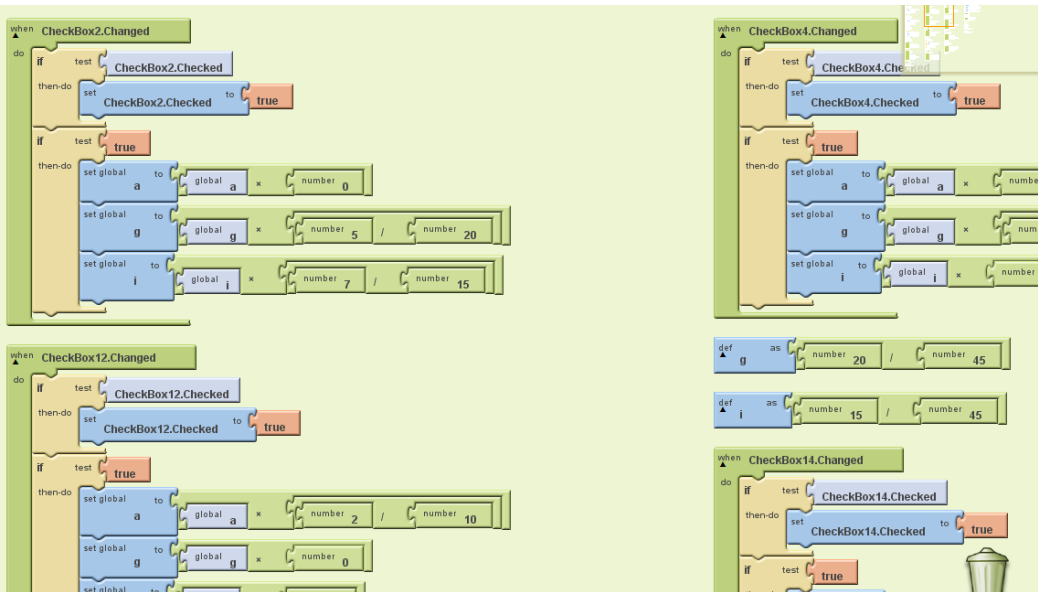 when CheckBox2.Changed
do
if test CheckBox2.Checked
then-do set CheckBox2.Checked to true
if test true
then-do set global a to global a × number 0
set global g to global g × number 5 / number 20
set global i to global i × number 7 / number 15
when CheckBox12.Changed
do
if test CheckBox12.Checked
then-do set CheckBox12.Checked to true
if test true
then-do set global a to global a × number 2 / number 10
set global g to global g × number 0
set global to
when CheckBox4.Changed
do
if test CheckBox4.Checked
then-do set CheckBox4.Checked to true
if test true
then-do set global a to global a ×
set global g to global g ×
set global i to global i × number
def g as number 20 / number 45
def i as number 15 / number 45
when CheckBox14.Changed
do
if test CheckBox14.Checked
then-do set CheckBox14.Checked to true
if test true